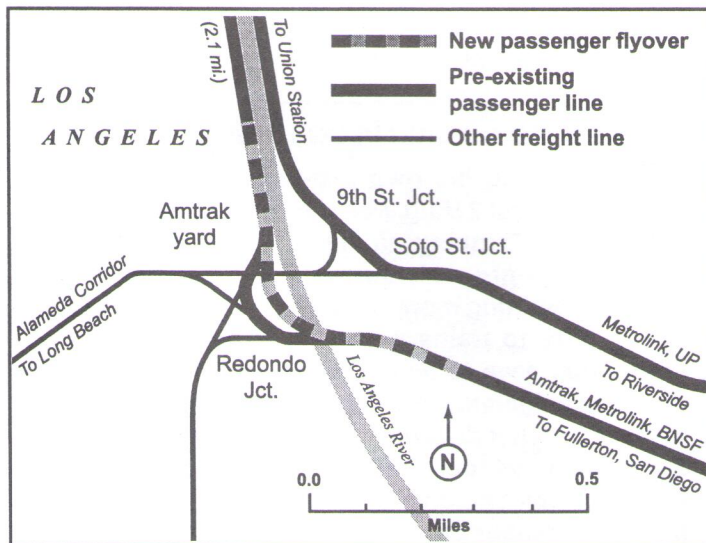 (2.1 mi.)
To Union Station
New passenger flyover
Pre-existing
passenger line
Other freight line
LOS
ANGELES
9th St. Jct.
Amtrak
yard
Soto St. Jct.
Alameda Corridor
To Long Beach
Metrolink, UP
To Riverside
Redondo
Jct.
Los Angeles River
Amtrak, Metrolink, BNSF
To Fullerton, San Diego
N
0.0
0.5
Miles